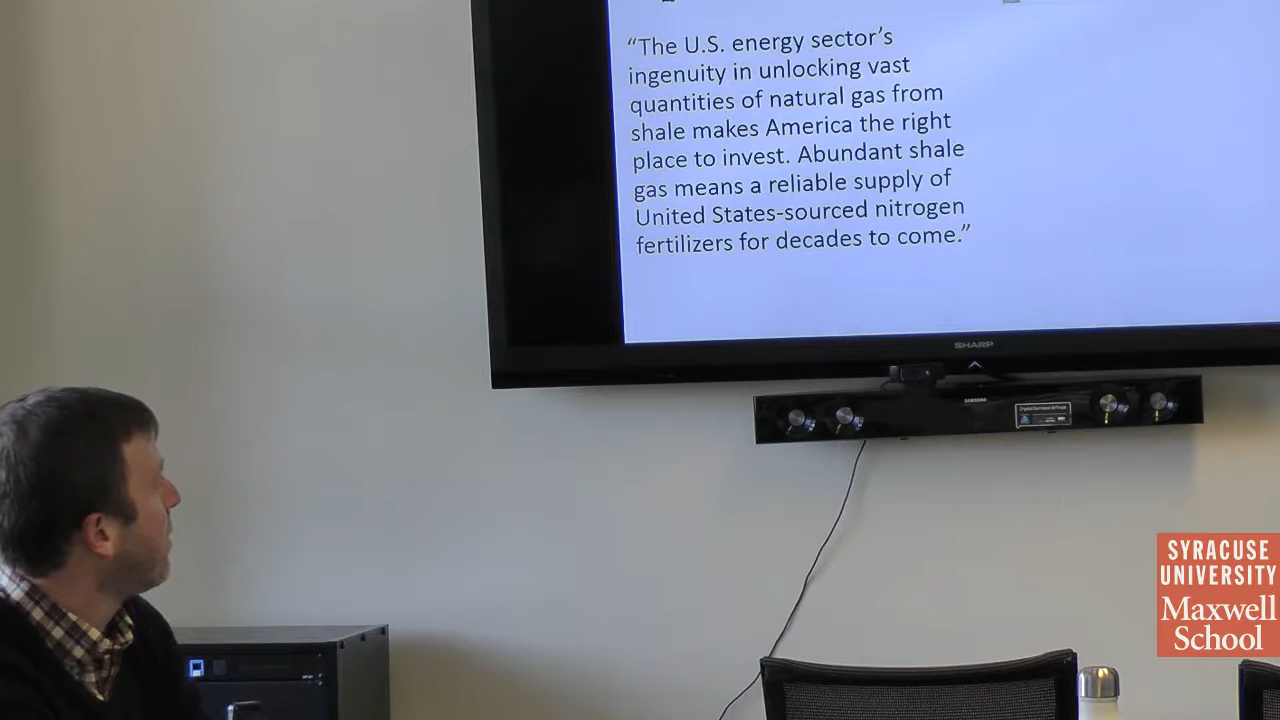 “The U.S. energy sector’s
ingenuity in unlocking vast
quantities of natural gas from
shale makes America the right
place to invest. Abundant shale
gas means a reliable supply of
United States-sourced nitrogen
fertilizers for decades to come.”
SHARP
SAMSUNG
SYRACUSE
UNIVERSITY
Maxwell
School